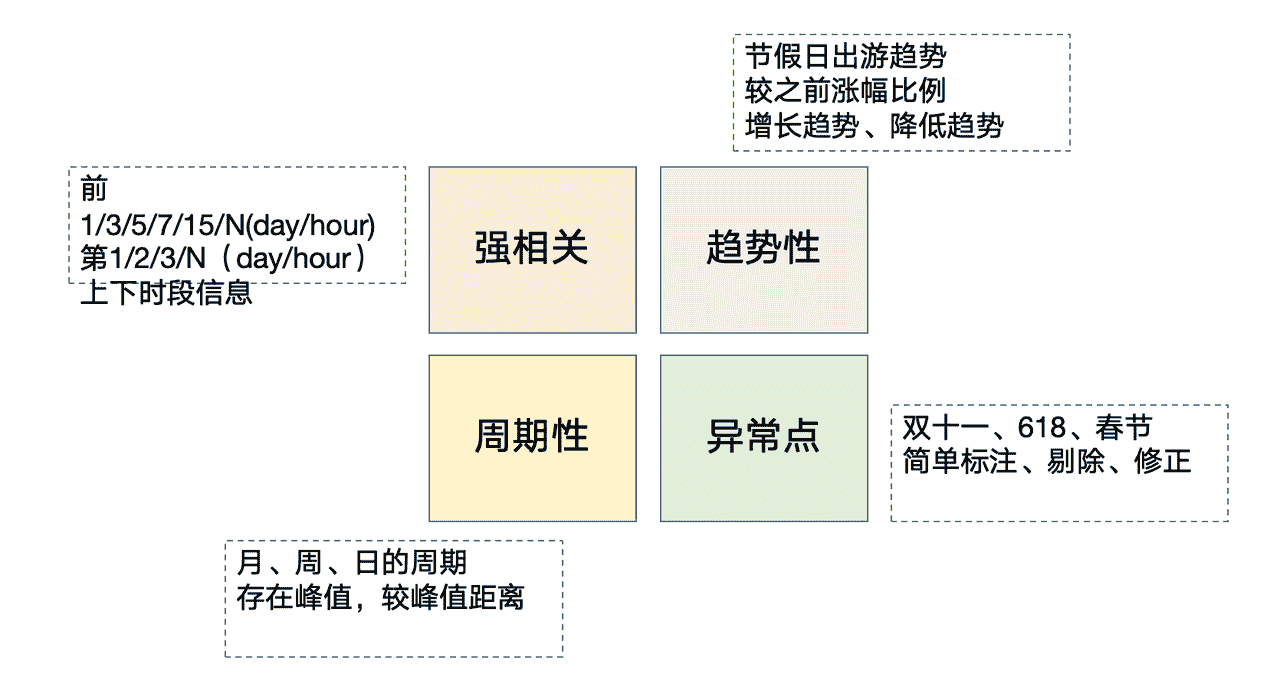 节假日出游趋势
较之前涨幅比例
增长趋势、降低趋势
前
1/3/5/7/15/N(day/hour)
第1/2/3/N（day/hour）
上下时段信息
强相关
趋势性
周期性
异常点
双十一、618、春节
简单标注、剔除、修正
月、周、日的周期
存在峰值，较峰值距离